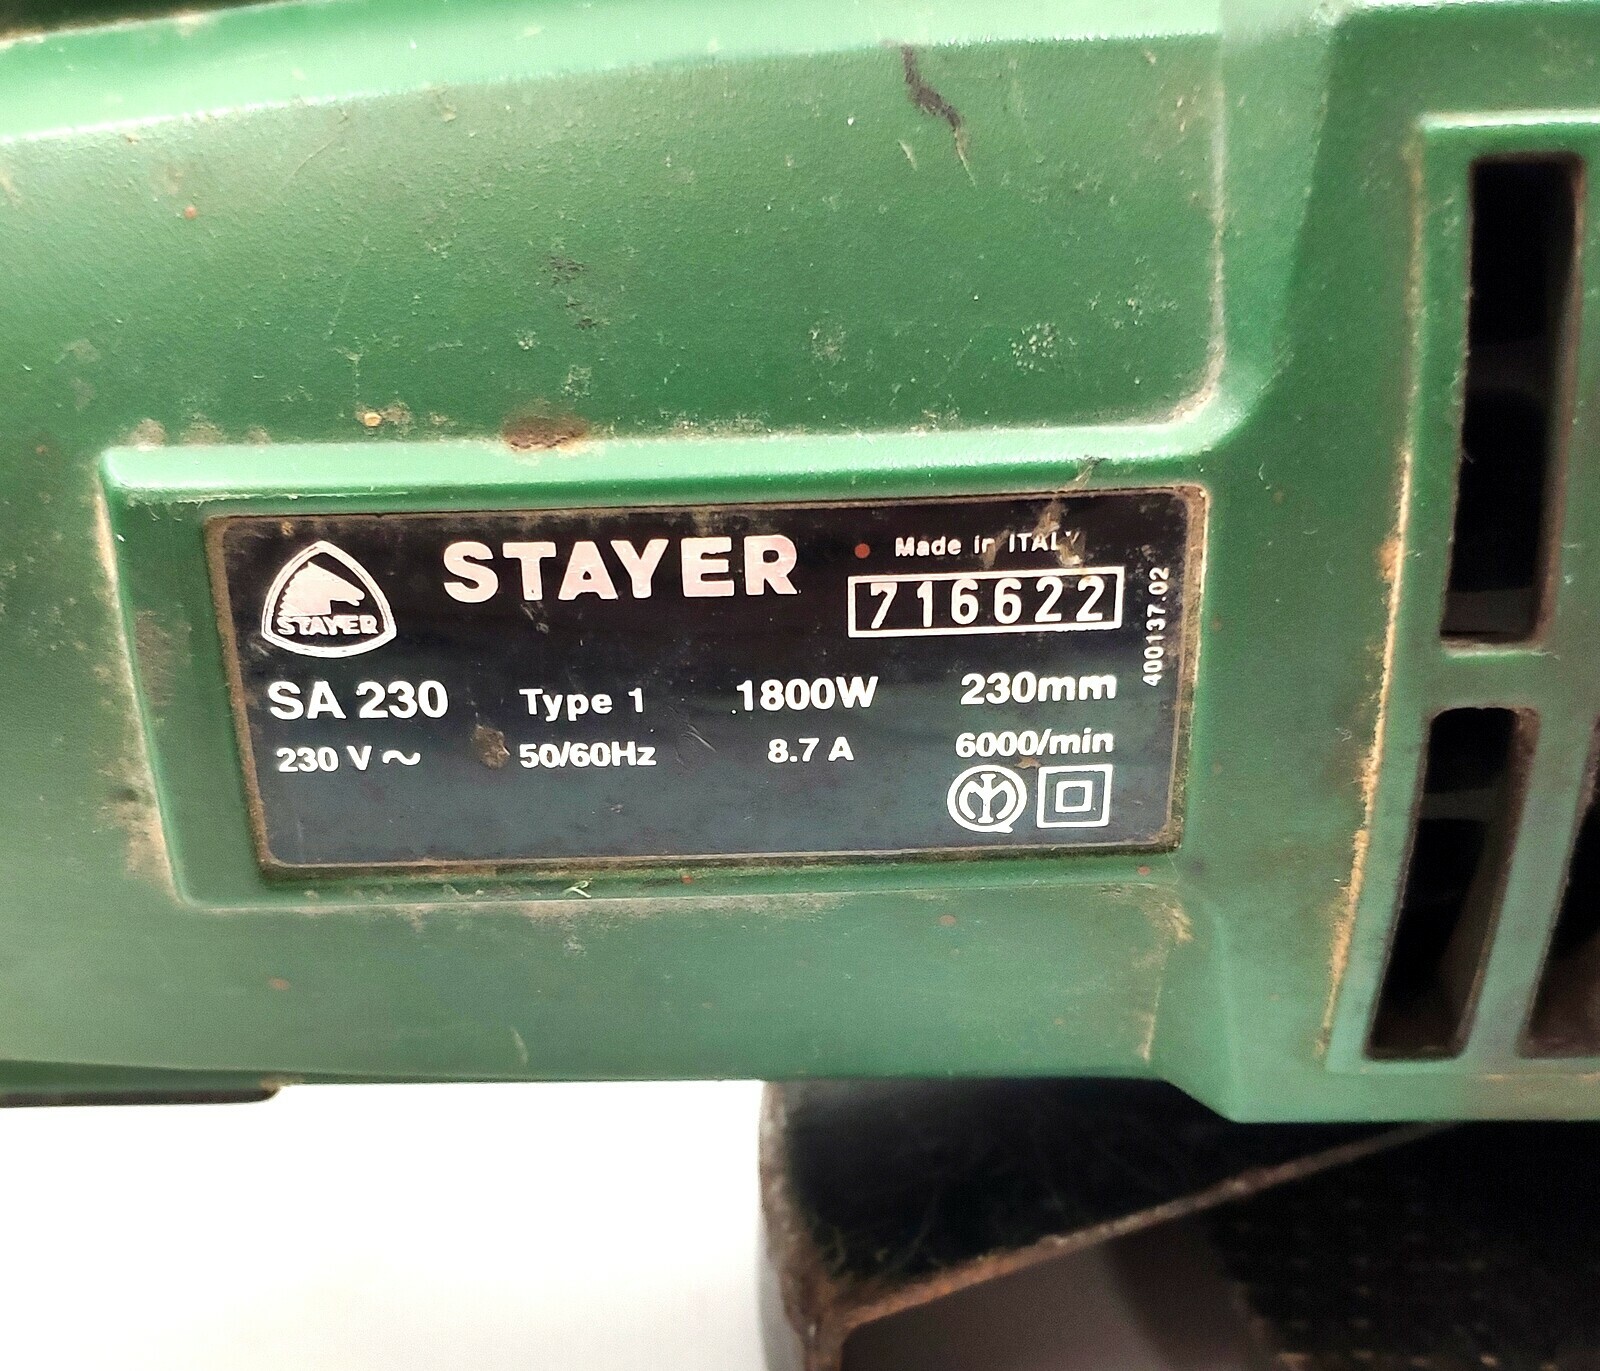 STAYER
STAYER
Made in ITALY
716622
400137.02
SA 230 Type 1 1800W 230mm
230 V ~ 50/60Hz 8.7 A 6000/min